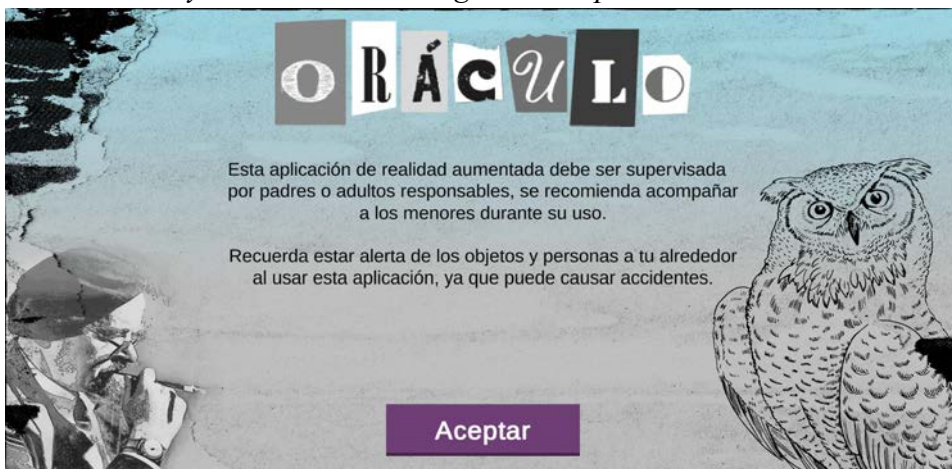 ORÁCULO
Esta aplicación de realidad aumentada debe ser supervisada
por padres o adultos responsables, se recomienda acompañar
a los menores durante su uso.
Recuerda estar alerta de los objetos y personas a tu alrededor
al usar esta aplicación, ya que puede causar accidentes.
Aceptar